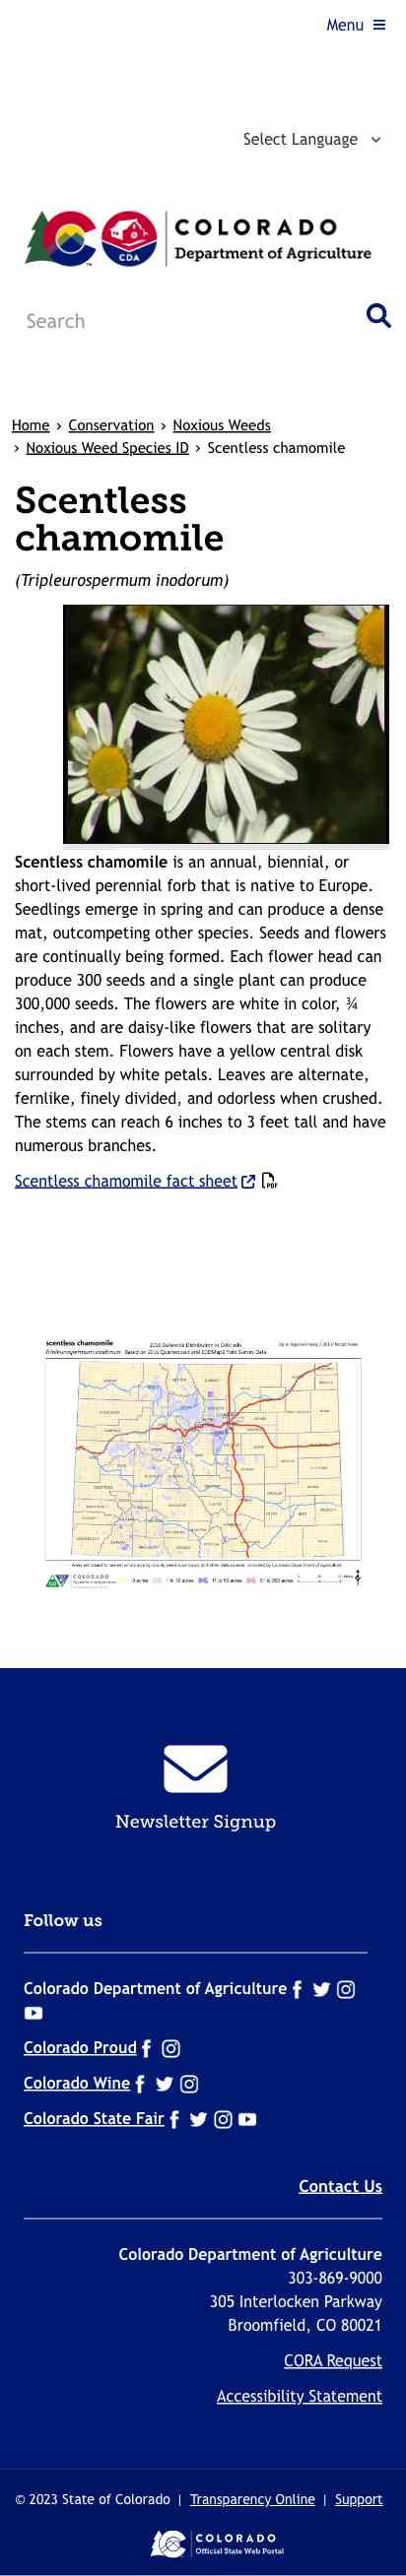 Menu
Select Language
COLORADO
Department of Agriculture
CDA
Search
Home › Conservation › Noxious Weeds
› Noxious Weed Species ID › Scentless chamomile
Scentless
chamomile
(Tripleurospermum inodorum)
Scentless chamomile is an annual, biennial, or
short-lived perennial forb that is native to Europe.
Seedlings emerge in spring and can produce a dense
mat, outcompeting other species. Seeds and flowers
are continually being formed. Each flower head can
produce 300 seeds and a single plant can produce
300,000 seeds. The flowers are white in color, ¾
inches, and are daisy-like flowers that are solitary
on each stem. Flowers have a yellow central disk
surrounded by white petals. Leaves are alternate,
fernlike, finely divided, and odorless when crushed.
The stems can reach 6 inches to 3 feet tall and have
numerous branches.
Scentless chamomile fact sheet PDF
scentless chamomile
COLORADO
Newsletter Signup
Follow us
Colorado Department of Agriculture
Colorado Proud
Colorado Wine
Colorado State Fair
Contact Us
Colorado Department of Agriculture
303-869-9000
305 Interlocken Parkway
Broomfield, CO 80021
CORA Request
Accessibility Statement
© 2023 State of Colorado | Transparency Online | Support
COLORADO
Official State Web Portal